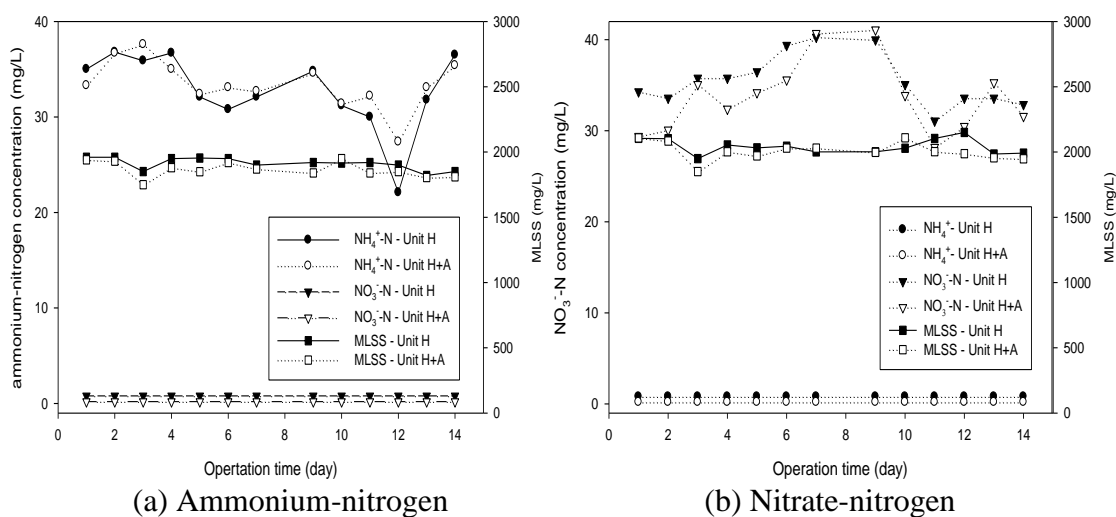 40
30
20
10
0
3000
2500
2000
1500
1000
500
0
ammonium-nitrogen concentration (mg/L)
MLSS (mg/L)
NH₄⁺-N - Unit H
NH₄⁺-N - Unit H+A
NO₃⁻-N - Unit H
NO₃⁻-N - Unit H+A
MLSS - Unit H
MLSS - Unit H+A
0 2 4 6 8 10 12 14
Opertation time (day)
(a) Ammonium-nitrogen
40
30
20
10
0
3000
2500
2000
1500
1000
500
0
NO₃⁻-N concentration (mg/L)
MLSS (mg/L)
NH₄⁺- Unit H
NH₄⁺- Unit H+A
NO₃⁻-N - Unit H
NO₃⁻-N - Unit H+A
MLSS - Unit H
MLSS - Unit H+A
0 2 4 6 8 10 12 14
Operation time (day)
(b) Nitrate-nitrogen